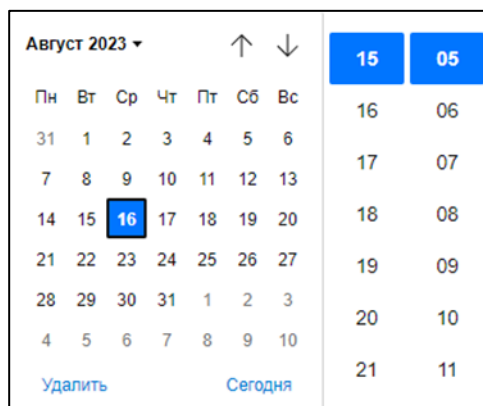 Август 2023
Пн Вт Ср Чт Пт Сб Вс
31 1 2 3 4 5 6
7 8 9 10 11 12 13
14 15 16 17 18 19 20
21 22 23 24 25 26 27
28 29 30 31 1 2 3
4 5 6 7 8 9 10
Удалить Сегодня
15 05
16 06
17 07
18 08
19 09
20 10
21 11